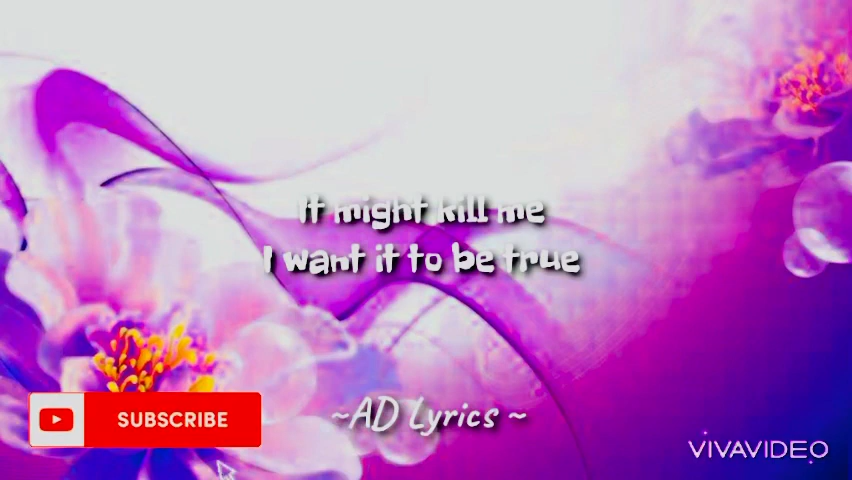 It might kill me
I want it to be true
SUBSCRIBE
~AD Lyrics ~
VIVAVIDEO